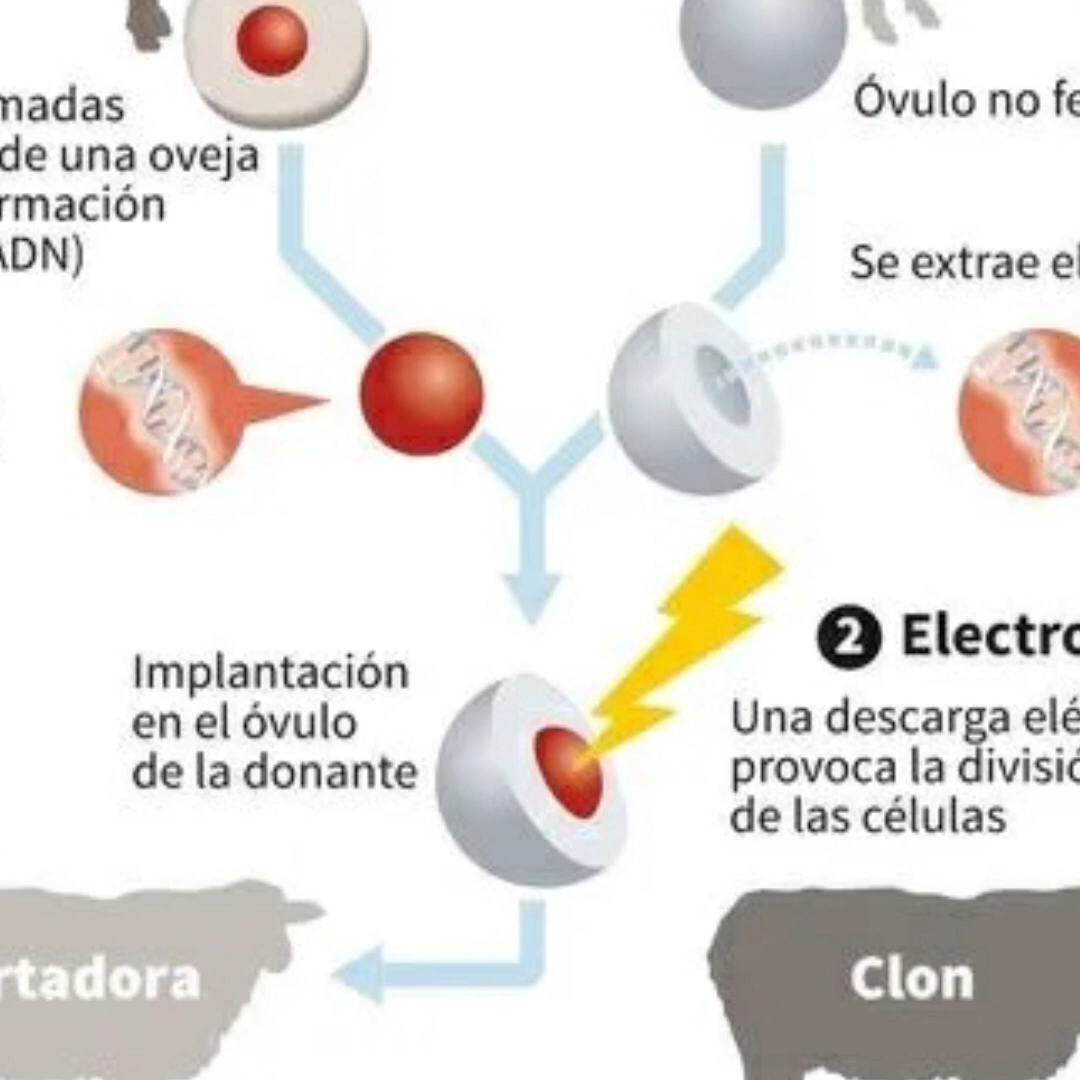 madas
de una oveja
rmación
ADN)
Óvulo no fe
Se extrae el
Implantación
en el óvulo
de la donante
2 Electro
Una descarga elé
provoca la divisió
de las células
rtadora
Clon